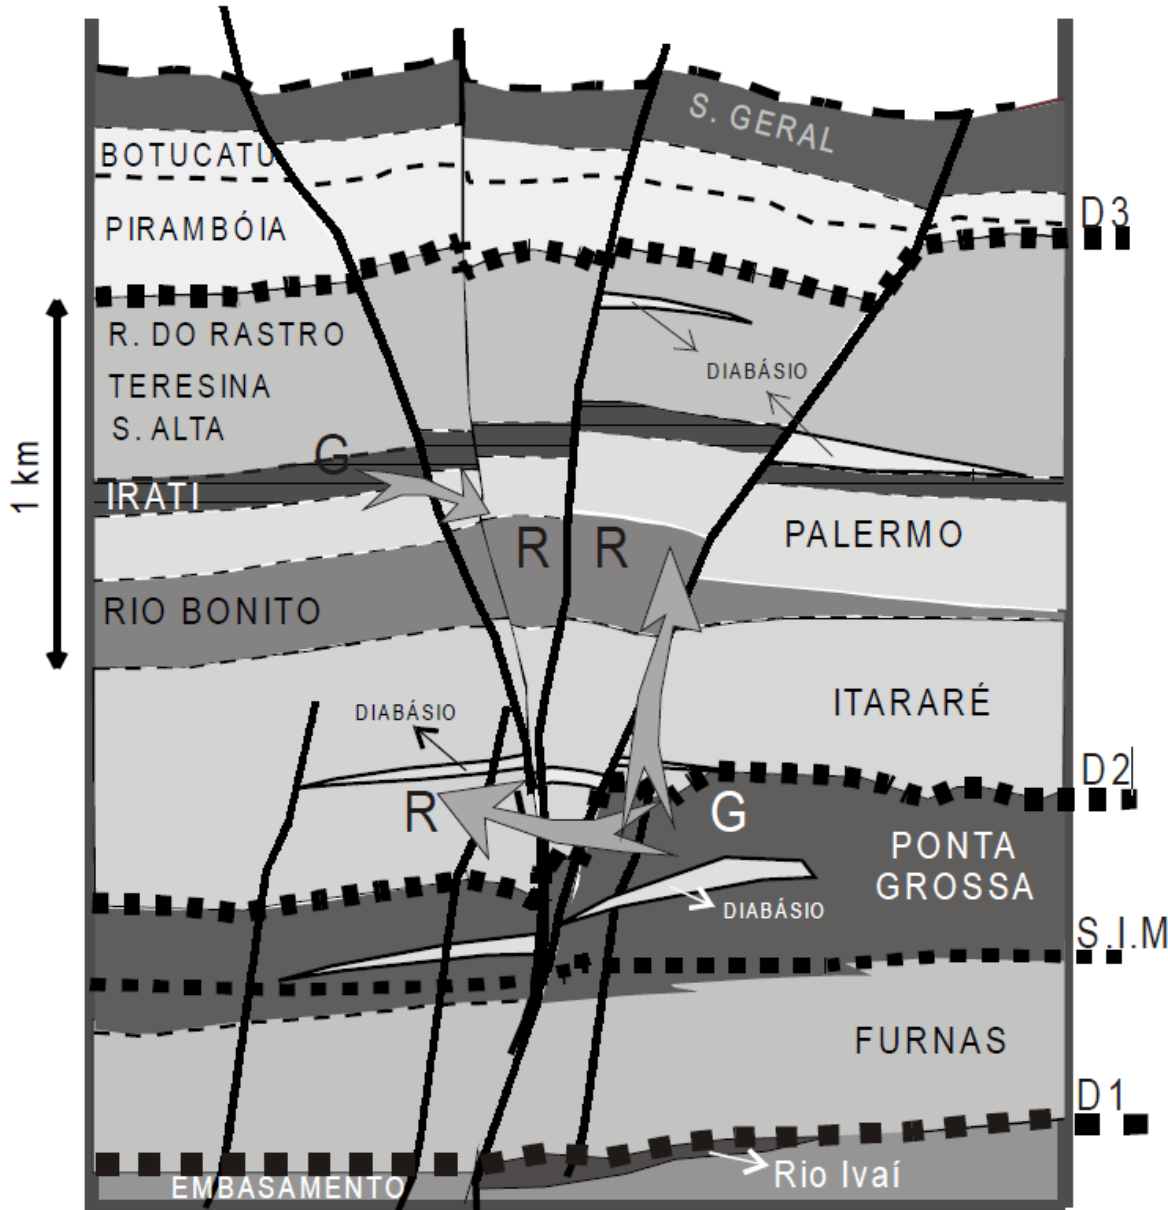 S. GERAL
BOTUCATU
PIRAMBÓIA
D3
R. DO RASTRO
TERESINA
S. ALTA
DIABÁSIO
1 km
G
IRATI
R R
PALERMO
RIO BONITO
ITARARÉ
DIABÁSIO
D2
R
G
PONTA
GROSSA
DIABÁSIO
S.I.M
FURNAS
D1
Rio Ivaí
EMBASAMENTO